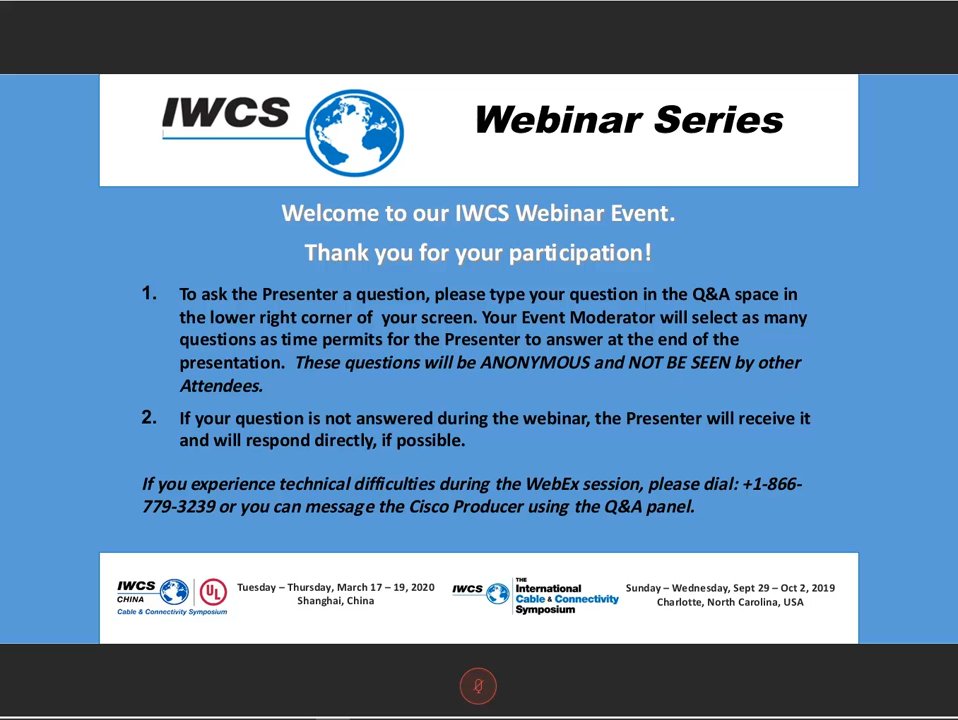 IWCS
Webinar Series
Welcome to our IWCS Webinar Event.
Thank you for your participation!
1. To ask the Presenter a question, please type your question in the Q&A space in
the lower right corner of your screen. Your Event Moderator will select as many
questions as time permits for the Presenter to answer at the end of the
presentation. These questions will be ANONYMOUS and NOT BE SEEN by other
Attendees.
2. If your question is not answered during the webinar, the Presenter will receive it
and will respond directly, if possible.
If you experience technical difficulties during the WebEx session, please dial: +1-866-
779-3239 or you can message the Cisco Producer using the Q&A panel.
IWCS
CHINA
UL
Cable & Connectivity Symposium
Tuesday – Thursday, March 17 – 19, 2020
Shanghai, China
IWCS
THE
International
Cable & Connectivity
Symposium
Sunday – Wednesday, Sept 29 – Oct 2, 2019
Charlotte, North Carolina, USA